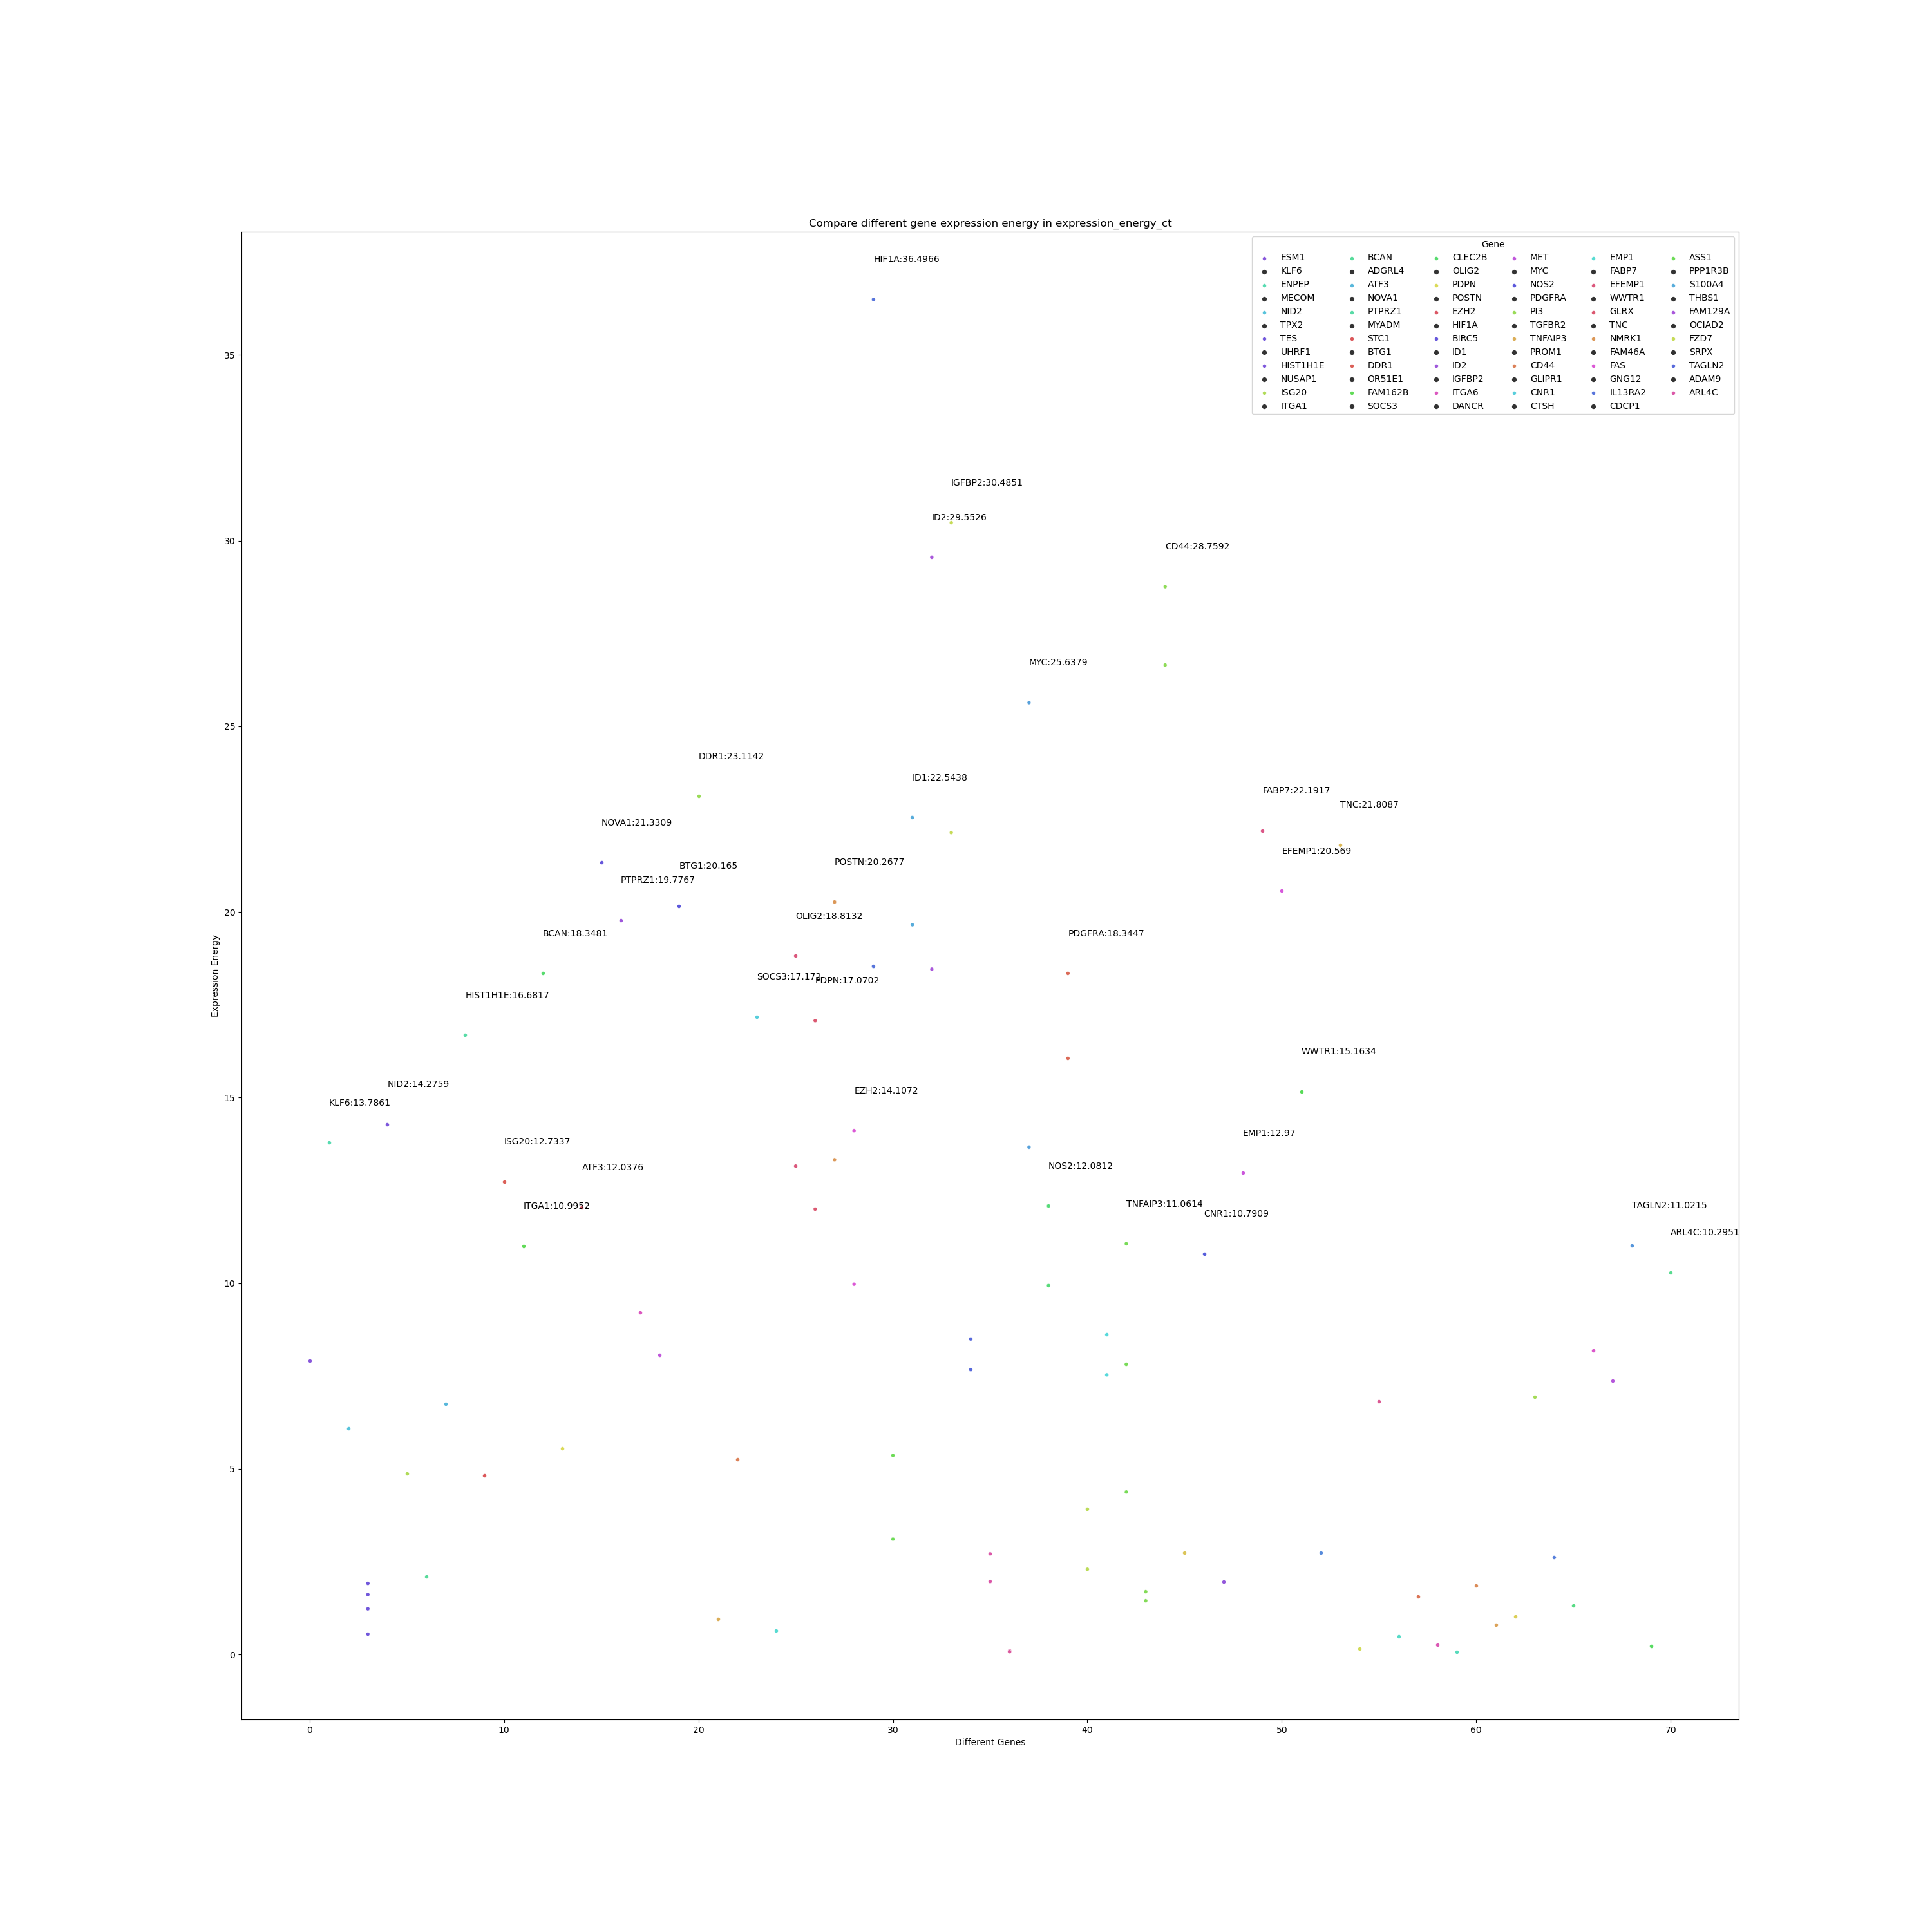 Compare different gene expression energy in expression_energy_ct
HIF1A:36.4966
Gene
ESM1 BCAN CLEC2B MET EMP1 ASS1
KLF6 ADGRL4 OLIG2 MYC FABP7 PPP1R3B
ENPEP ATF3 PDPN NOS2 EFEMP1 S100A4
MECOM NOVA1 POSTN PDGFRA WWTR1 THBS1
NID2 PTPRZ1 EZH2 PI3 GLRX FAM129A
TPX2 MYADM HIF1A TGFBR2 TNC OCIAD2
TES STC1 BIRC5 TNFAIP3 NMRK1 FZD7
UHRF1 BTG1 ID1 PROM1 FAM46A SRPX
HIST1H1E DDR1 ID2 CD44 FAS TAGLN2
NUSAP1 OR51E1 IGFBP2 GLIPR1 GNG12 ADAM9
ISG20 FAM162B ITGA6 CNR1 IL13RA2 ARL4C
ITGA1 SOCS3 DANCR CTSH CDCP1
35
IGFBP2:30.4851
ID2:29.5526
30
CD44:28.7592
MYC:25.6379
25
DDR1:23.1142
ID1:22.5438
FABP7:22.1917
TNC:21.8087
NOVA1:21.3309
EFEMP1:20.569
POSTN:20.2677
BTG1:20.165
PTPRZ1:19.7767
20
OLIG2:18.8132
BCAN:18.3481
PDGFRA:18.3447
SOCS3:17.172
PDPN:17.0702
HIST1H1E:16.6817
Expression Energy
WWTR1:15.1634
NID2:14.2759
EZH2:14.1072
15
KLF6:13.7861
EMP1:12.97
ISG20:12.7337
ATF3:12.0376
NOS2:12.0812
ITGA1:10.9952
TNFAIP3:11.0614
CNR1:10.7909
TAGLN2:11.0215
ARL4C:10.2951
10
5
0
0 10 20 30 40 50 60 70
Different Genes